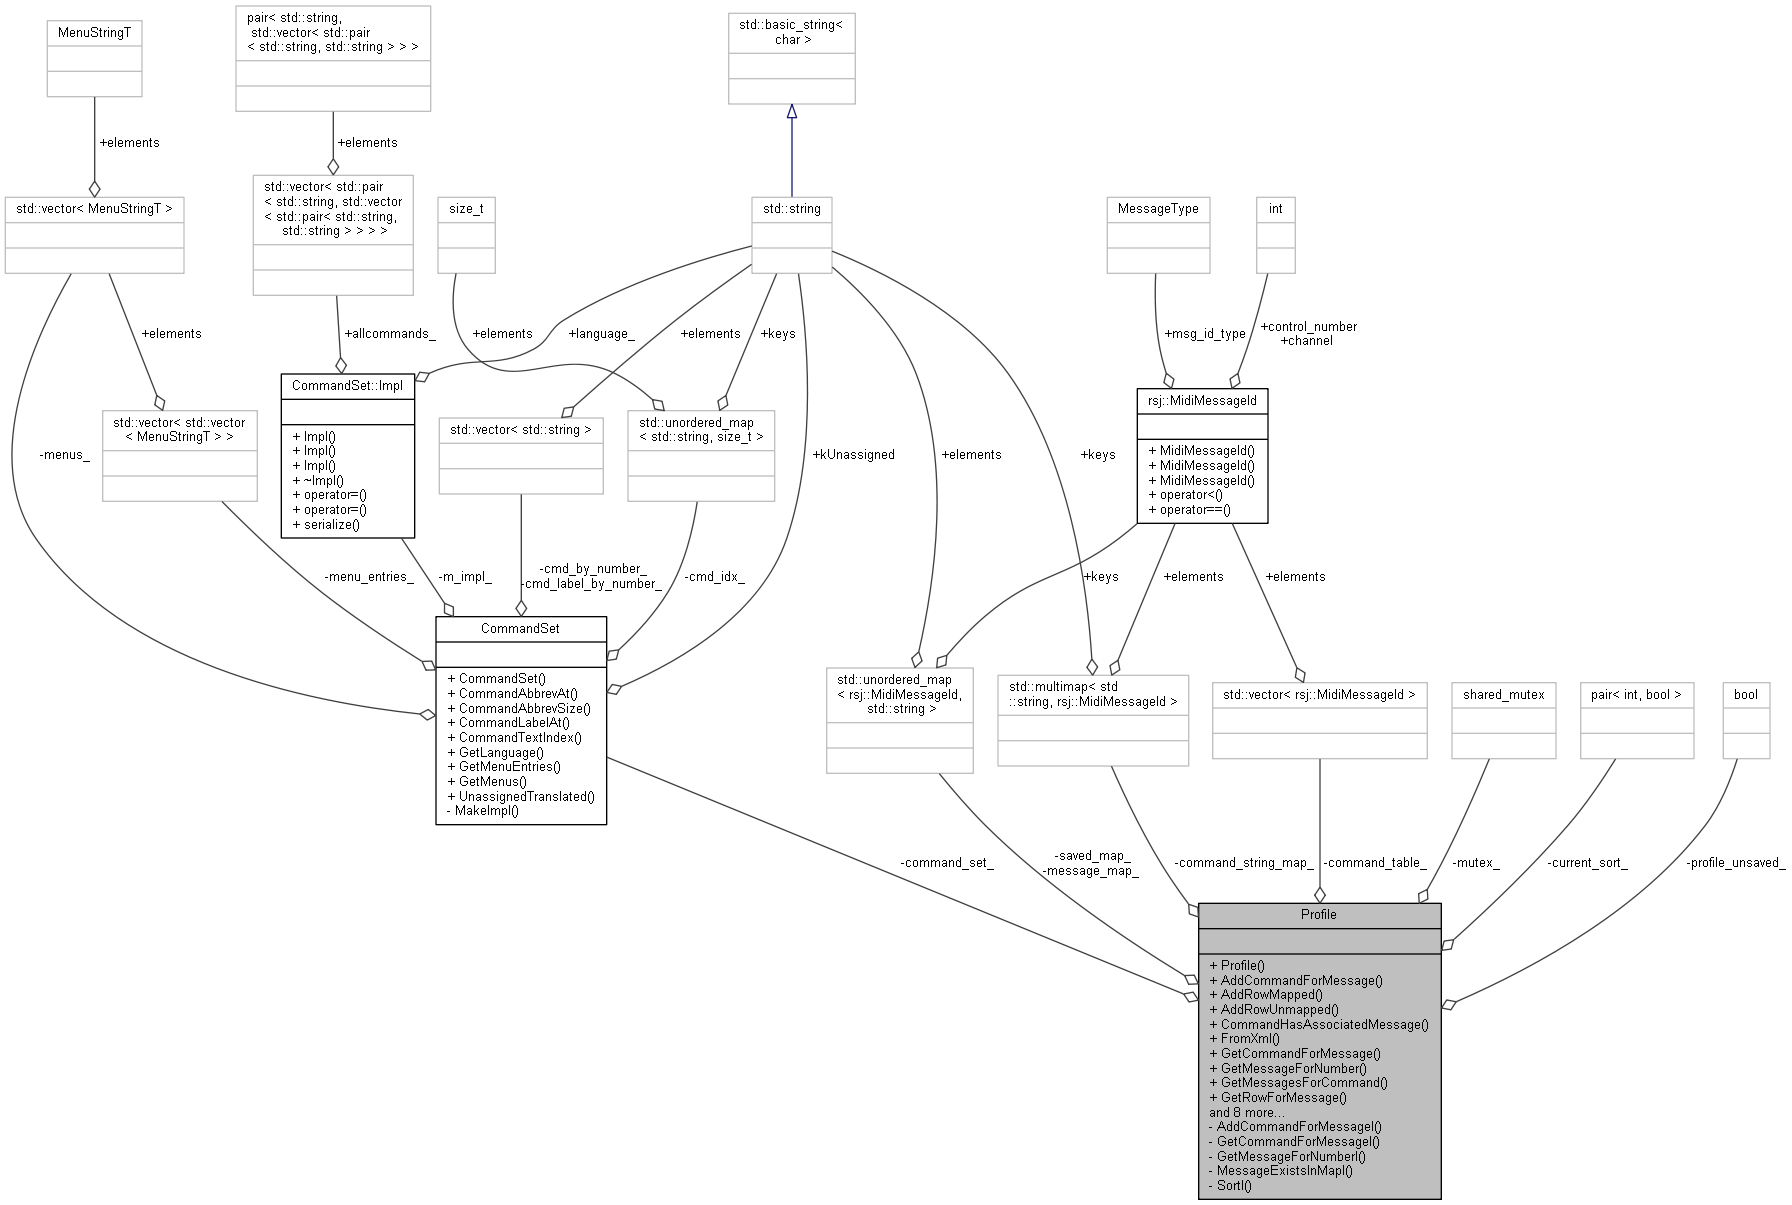 MenuStringT
pair< std::string,
std::vector< std::pair
< std::string, std::string > > >
std::basic_string<
char >
+elements
+elements
std::vector< MenuStringT >
std::vector< std::pair
< std::string, std::vector
< std::pair< std::string,
std::string > > > >
size_t
std::string
MessageType
int
+elements
+allcommands_
+elements
+language_
+elements
+keys
+msg_id_type
+control_number
+channel
-menus_
std::vector< std::vector
< MenuStringT > >
CommandSet::Impl
+ Impl()
+ Impl()
+ Impl()
+ ~Impl()
+ operator=()
+ operator=()
+ serialize()
std::vector< std::string >
std::unordered_map
< std::string, size_t >
+kUnassigned
+elements
+keys
rsj::MidiMessageId
+ MidiMessageId()
+ MidiMessageId()
+ MidiMessageId()
+ operator<()
+ operator==()
-menu_entries_
-m_impl_
-cmd_by_number_
-cmd_label_by_number_
-cmd_idx_
+keys
+elements
+elements
CommandSet
+ CommandSet()
+ CommandAbbrevAt()
+ CommandAbbrevSize()
+ CommandLabelAt()
+ CommandTextIndex()
+ GetLanguage()
+ GetMenuEntries()
+ GetMenus()
+ UnassignedTranslated()
- MakeImpl()
std::unordered_map
< rsj::MidiMessageId,
std::string >
std::multimap< std
::string, rsj::MidiMessageId >
std::vector< rsj::MidiMessageId >
shared_mutex
pair< int, bool >
bool
-command_set_
-saved_map_
-message_map_
-command_string_map_
-command_table_
-mutex_
-current_sort_
-profile_unsaved_
Profile
+ Profile()
+ AddCommandForMessage()
+ AddRowMapped()
+ AddRowUnmapped()
+ CommandHasAssociatedMessage()
+ FromXml()
+ GetCommandForMessage()
+ GetMessageForNumber()
+ GetMessagesForCommand()
+ GetRowForMessage()
and 8 more...
- AddCommandForMessageI()
- GetCommandForMessageI()
- GetMessageForNumberI()
- MessageExistsInMapI()
- SortI()